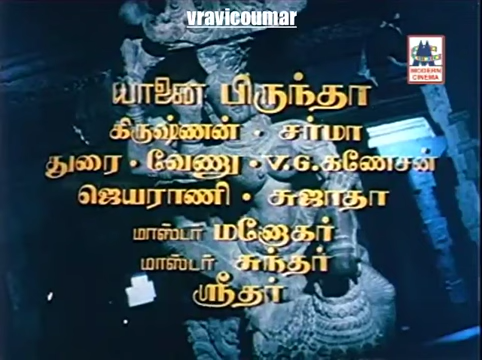 vravicoumar
MODERN
CINEMA
யானை பிருந்தா
கிருஷ்ணன் · சர்மா
துரை · வேணு · V.G.கணேசன்
ஜெயராணி · சுஜாதா
மாஸ்டர் மனோகர்
மாஸ்டர் சுந்தர்
ஸ்ரீதர்